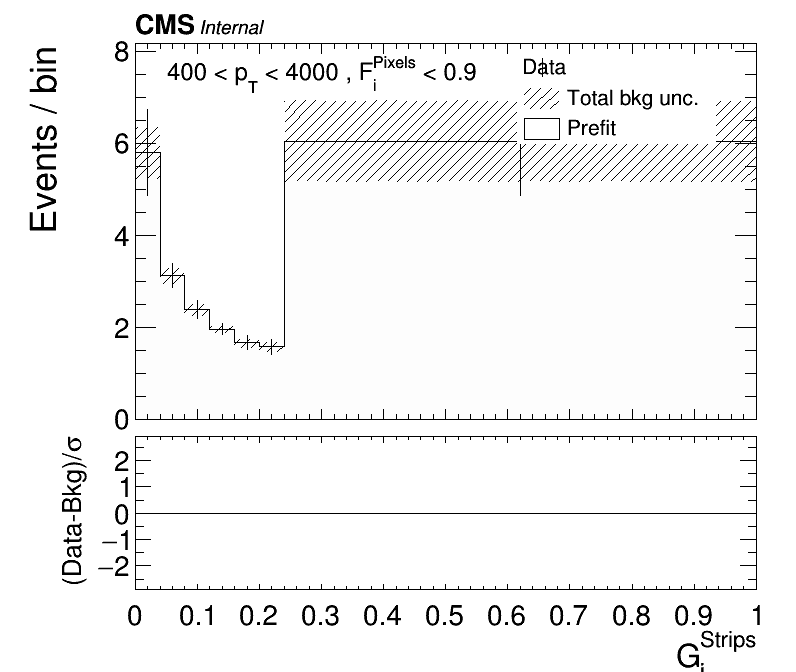 CMS Internal
400 < p_T < 4000 , F_i^Pixels < 0.9
Data
Total bkg unc.
Prefit
Events / bin
8
6
4
2
0
(Data-Bkg)/σ
2
1
0
−1
−2
0 0.1 0.2 0.3 0.4 0.5 0.6 0.7 0.8 0.9 1
G_i^Strips